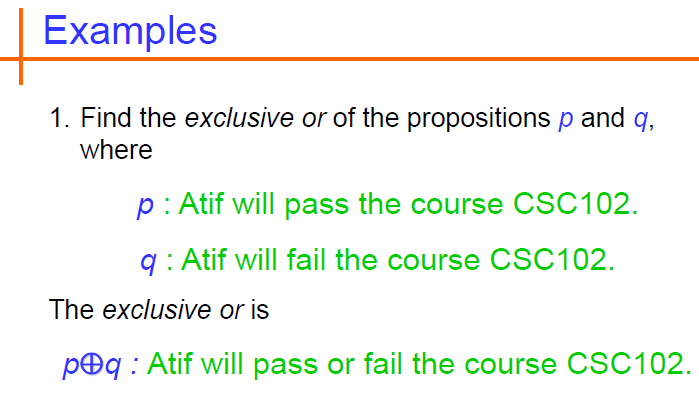 Examples
1. Find the exclusive or of the propositions p and q,
where
p : Atif will pass the course CSC102.
q : Atif will fail the course CSC102.
The exclusive or is
p⊕q : Atif will pass or fail the course CSC102.